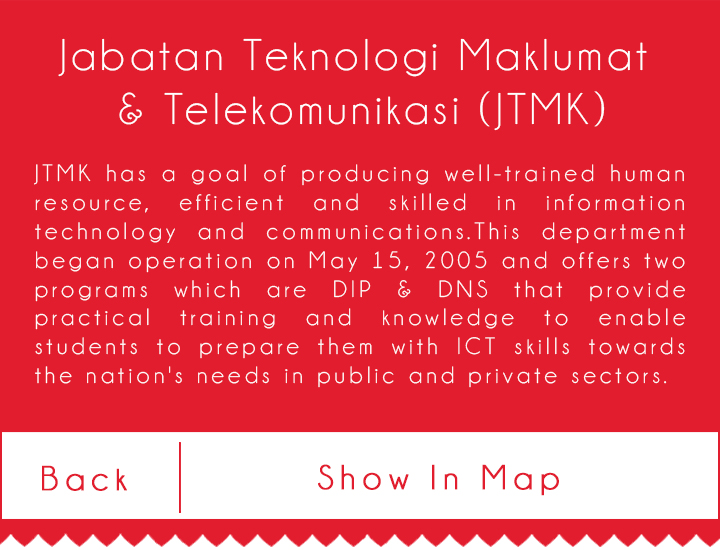 Jabatan Teknologi Maklumat
& Telekomunikasi (JTMK)
JTMK has a goal of producing well-trained human
resource, efficient and skilled in information
technology and communications.This department
began operation on May 15, 2005 and offers two
programs which are DIP & DNS that provide
practical training and knowledge to enable
students to prepare them with ICT skills towards
the nation's needs in public and private sectors.
Back
Show In Map